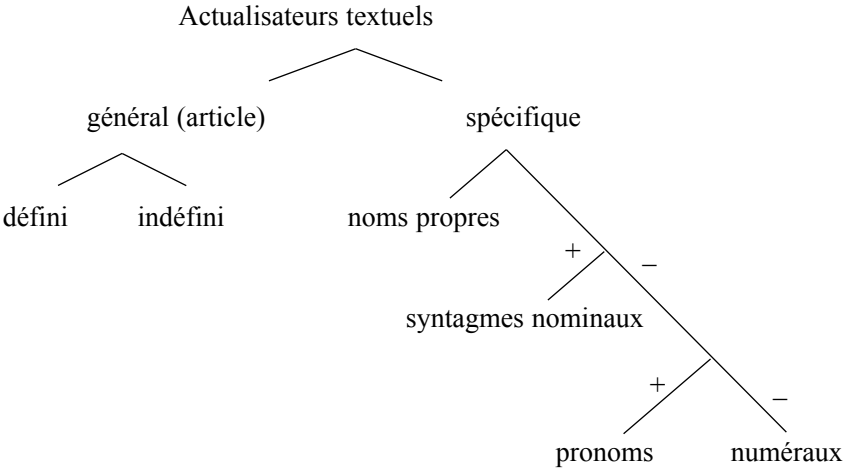 Actualisateurs textuels
général (article) spécifique
défini indéfini noms propres
+ –
syntagmes nominaux
+ –
pronoms numéraux